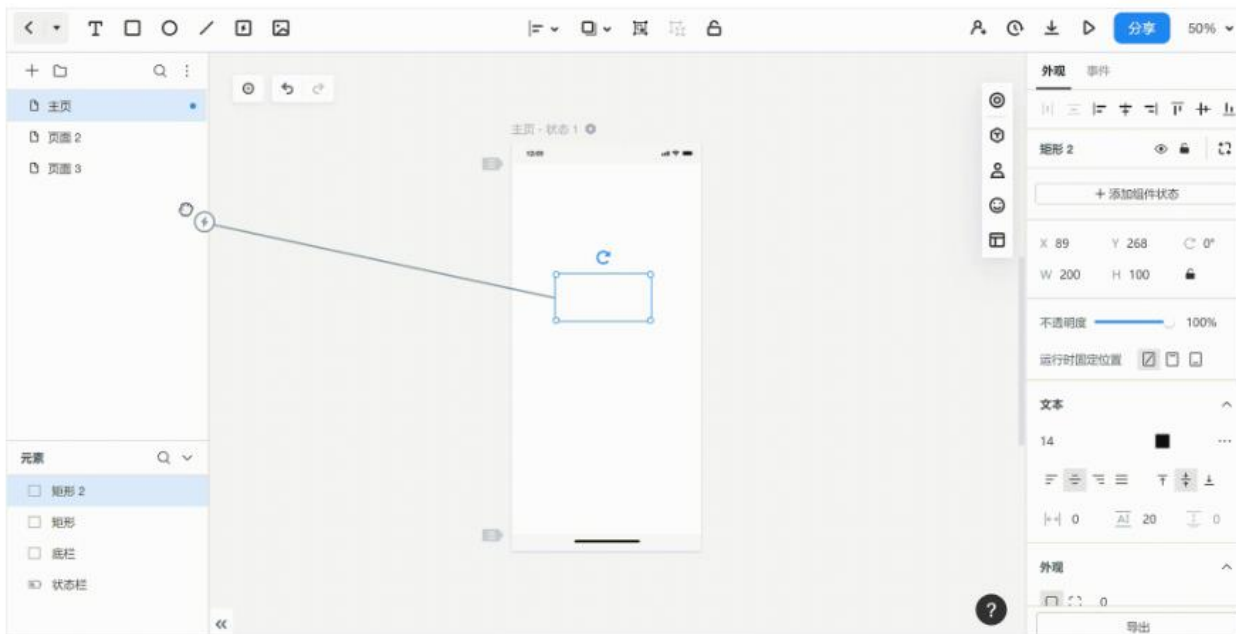 T
分享
50%
主页
页面 2
页面 3
主页 - 状态 1
12:00
元素
矩形 2
矩形
底栏
状态栏
?
外观 事件
矩形 2
+ 添加组件状态
X 89 Y 268 0°
W 200 H 100
不透明度 100%
运行时固定位置
文本
14
0 AI 20 0
外观
0
导出